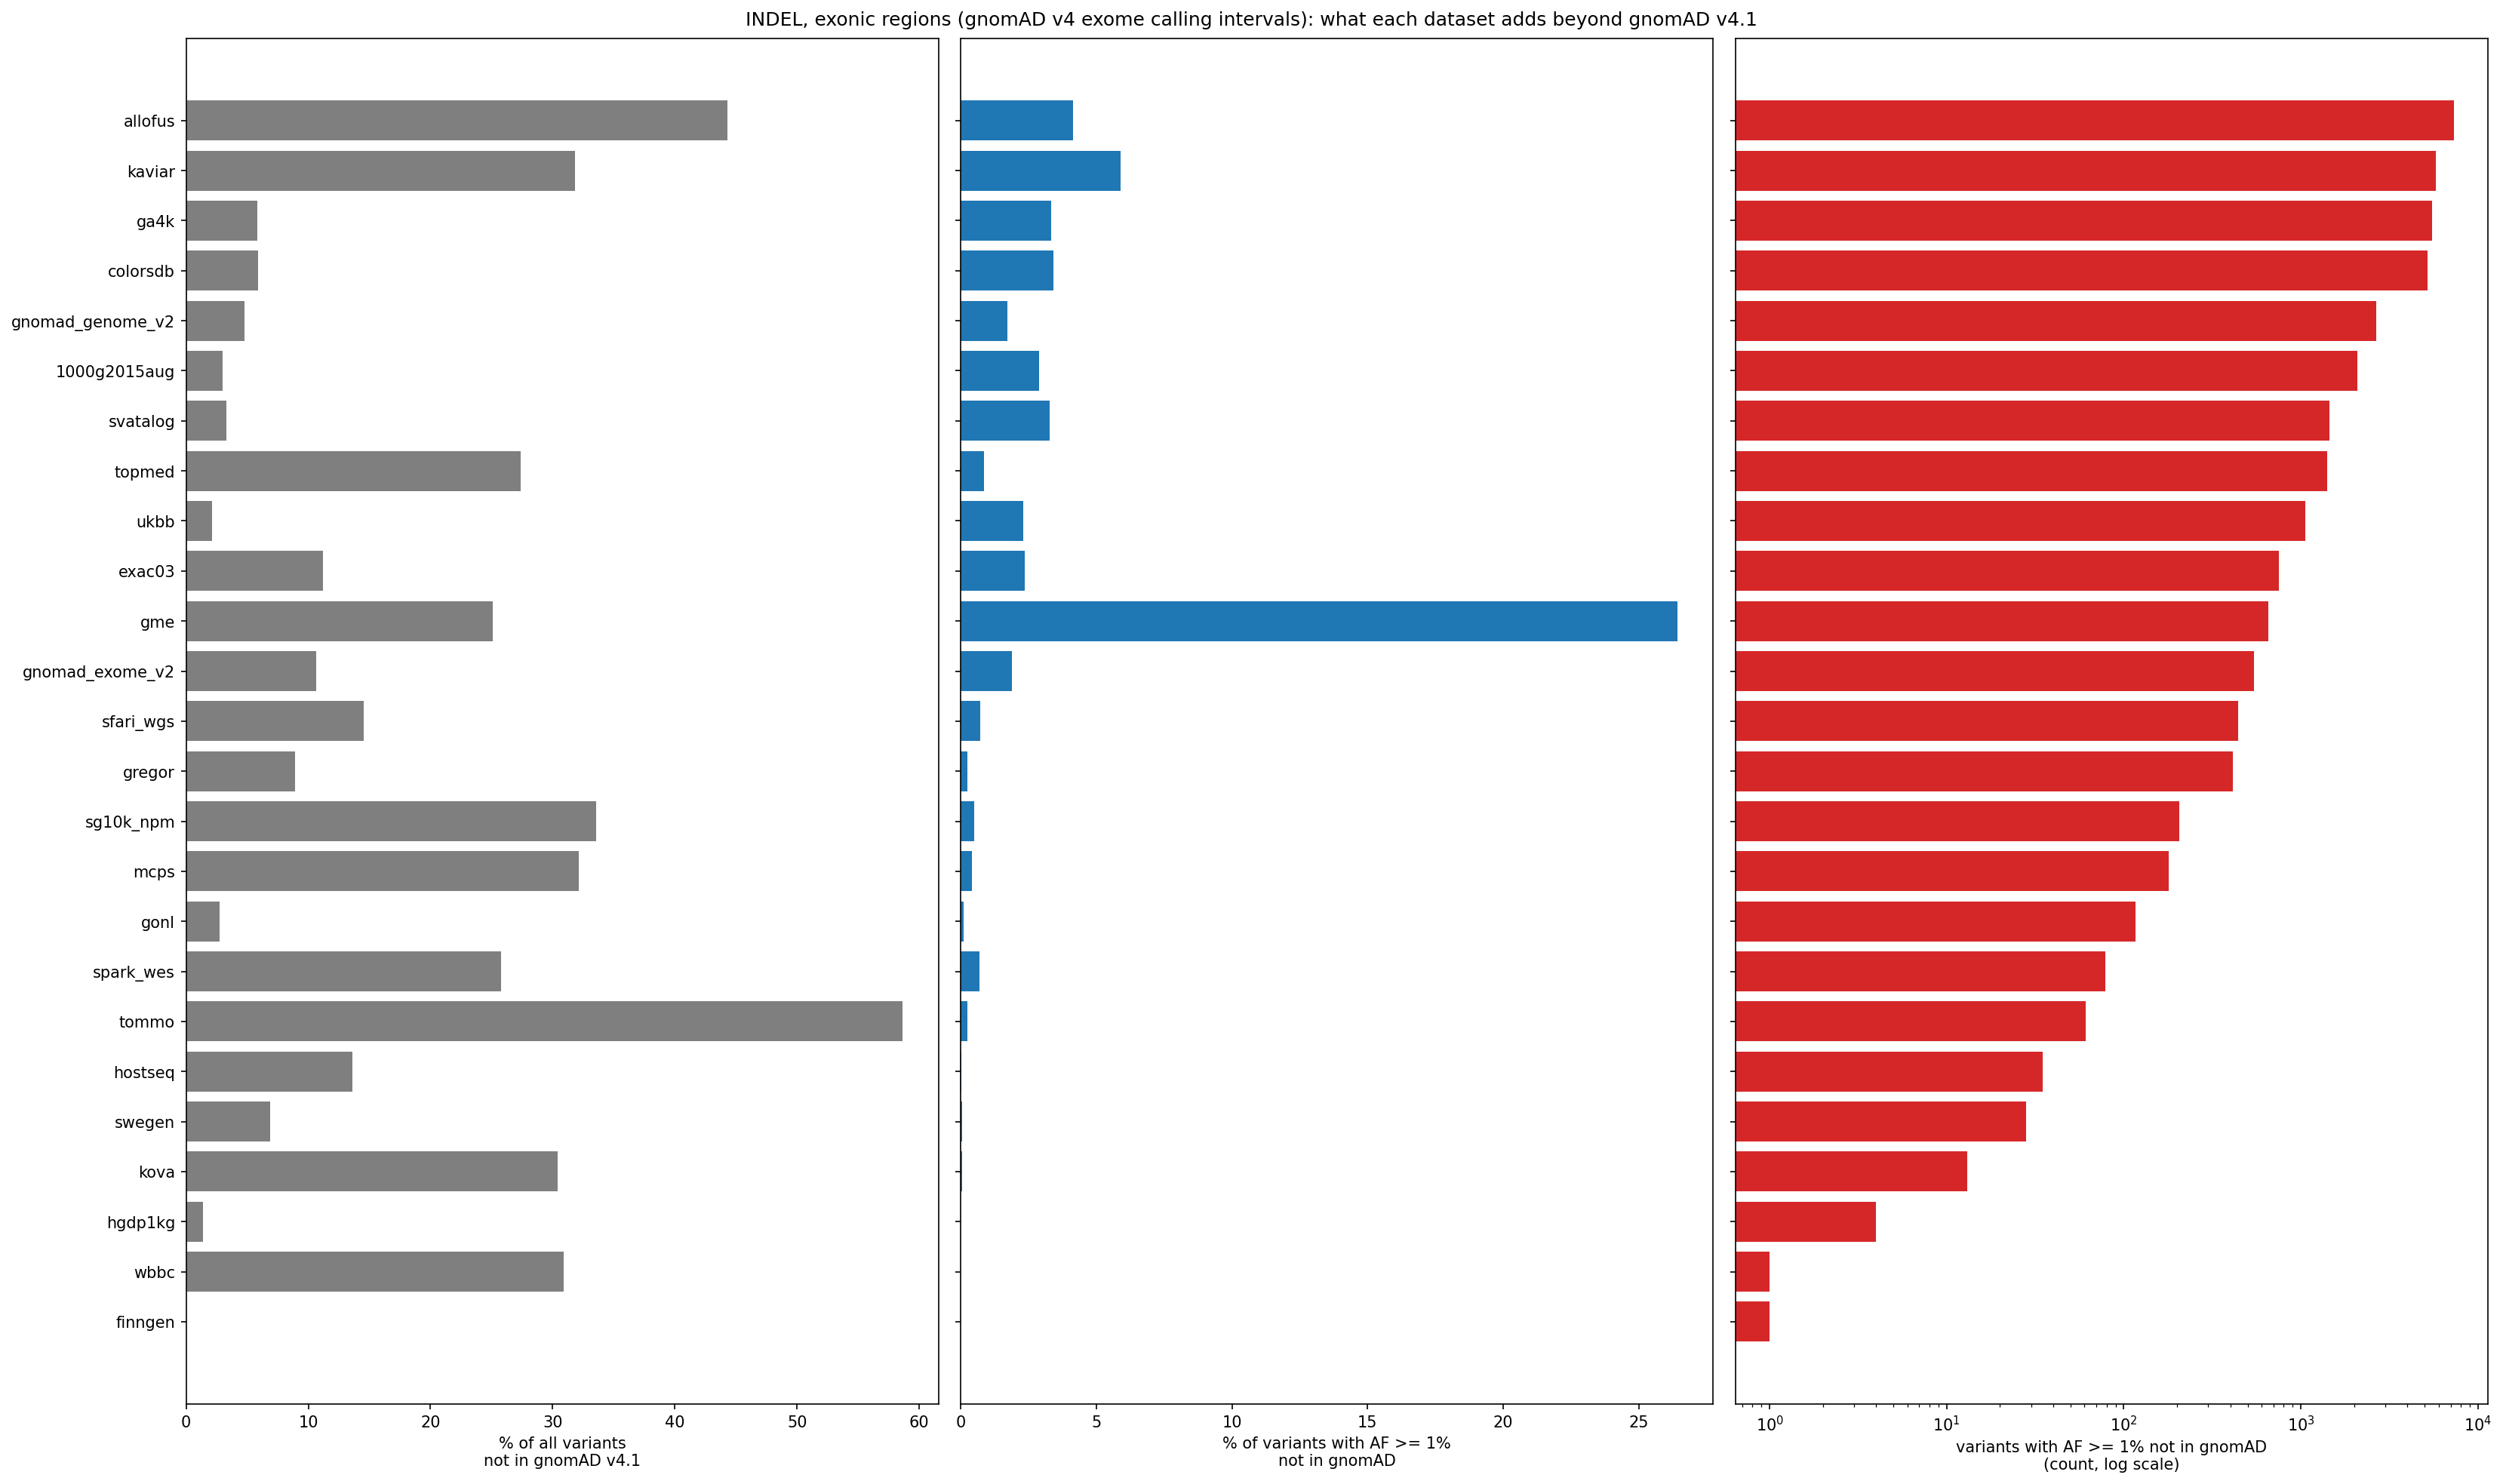 INDEL, exonic regions (gnomAD v4 exome calling intervals): what each dataset adds beyond gnomAD v4.1
allofus
kaviar
ga4k
colorsdb
gnomad_genome_v2
1000g2015aug
svatalog
topmed
ukbb
exac03
gme
gnomad_exome_v2
sfari_wgs
gregor
sg10k_npm
mcps
gonl
spark_wes
tommo
hostseq
swegen
kova
hgdp1kg
wbbc
finngen
0 10 20 30 40 50 60
% of all variants
not in gnomAD v4.1
0 5 10 15 20 25
% of variants with AF >= 1%
not in gnomAD
10⁰ 10¹ 10² 10³ 10⁴
variants with AF >= 1% not in gnomAD
(count, log scale)